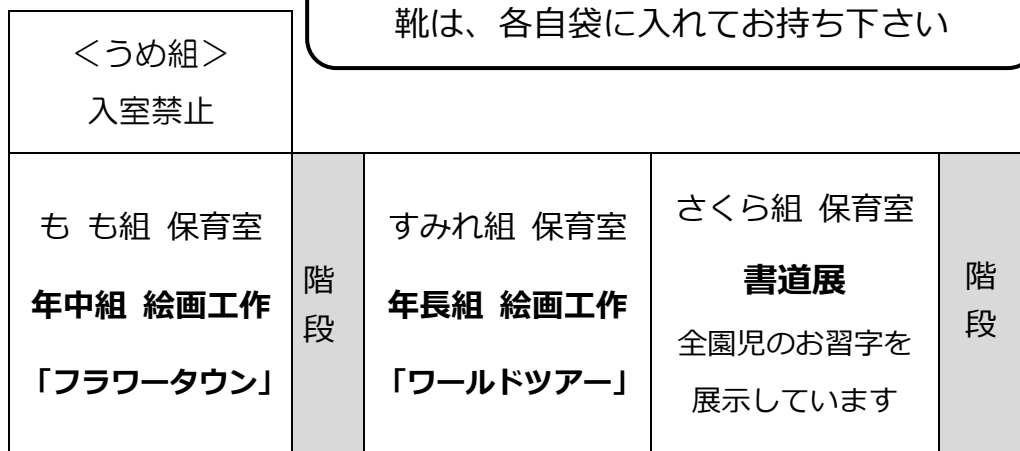 靴は、各自袋に入れてお持ち下さい
＜うめ組＞
入室禁止
も も組 保育室
年中組 絵画工作
「フラワータウン」
階段
すみれ組 保育室
年長組 絵画工作
「ワールドツアー」
さくら組 保育室
書道展
全園児のお習字を
展示しています
階段